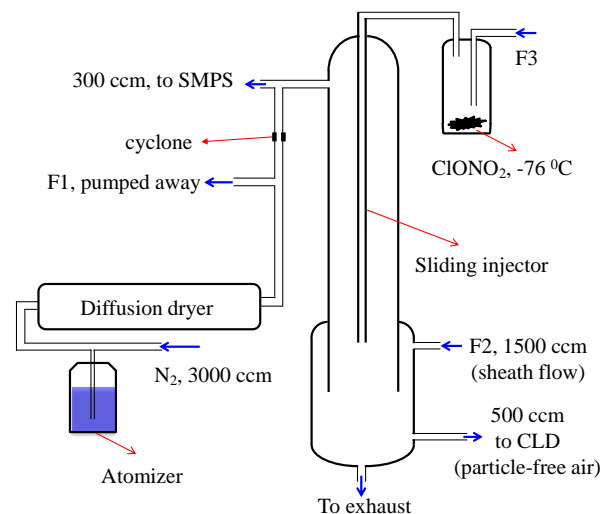 300 ccm, to SMPS
F3
cyclone
ClONO₂, -76 ⁰C
F1, pumped away
Sliding injector
Diffusion dryer
F2, 1500 ccm
(sheath flow)
N₂, 3000 ccm
500 ccm
to CLD
(particle-free air)
Atomizer
To exhaust